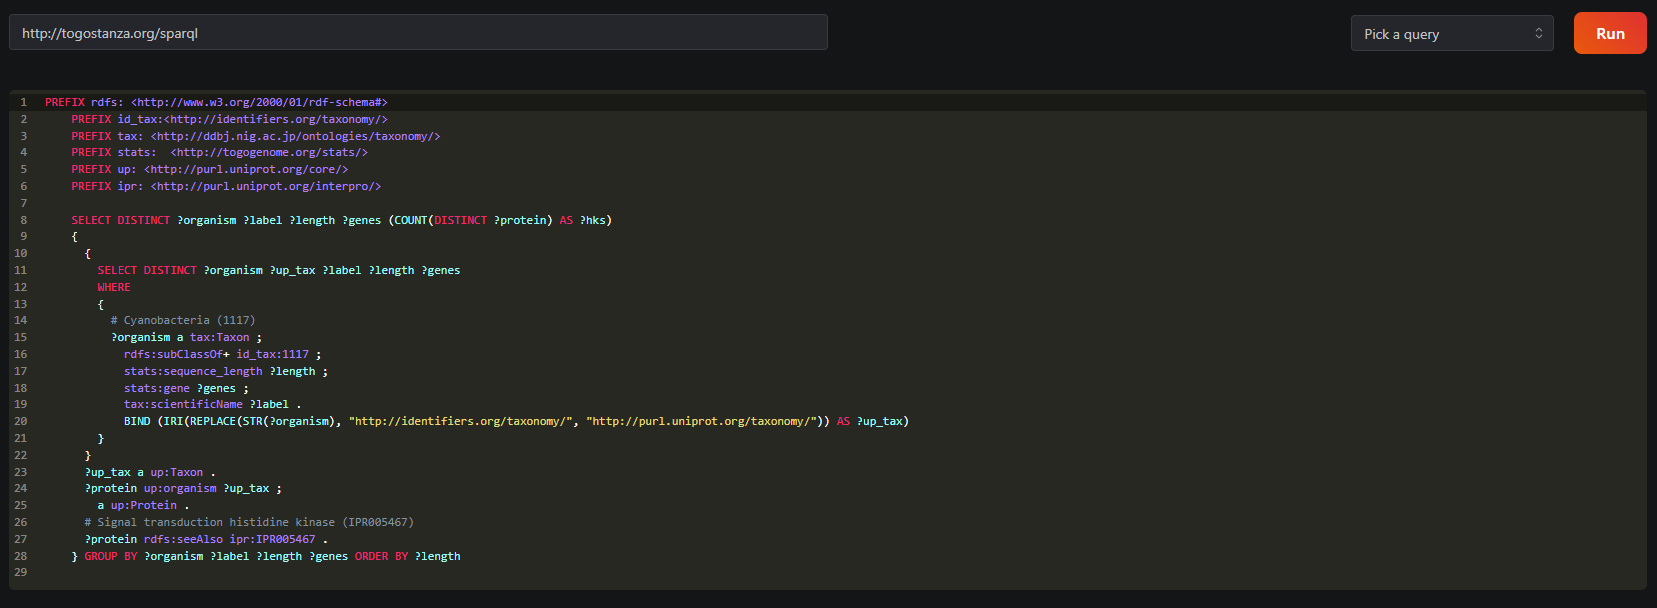 http://togostanza.org/sparql
Pick a query
Run
1 PREFIX rdfs: <http://www.w3.org/2000/01/rdf-schema#>
2 PREFIX id_tax:<http://identifiers.org/taxonomy/>
3 PREFIX tax: <http://ddbj.nig.ac.jp/ontologies/taxonomy/>
4 PREFIX stats:  <http://togogenome.org/stats/>
5 PREFIX up: <http://purl.uniprot.org/core/>
6 PREFIX ipr: <http://purl.uniprot.org/interpro/>
7
8 SELECT DISTINCT ?organism ?label ?length ?genes (COUNT(DISTINCT ?protein) AS ?hks)
9 {
10 {
11 SELECT DISTINCT ?organism ?up_tax ?label ?length ?genes
12 WHERE
13 {
14 # Cyanobacteria (1117)
15 ?organism a tax:Taxon ;
16 rdfs:subClassOf+ id_tax:1117 ;
17 stats:sequence_length ?length ;
18 stats:gene ?genes ;
19 tax:scientificName ?label .
20 BIND (IRI(REPLACE(STR(?organism), "http://identifiers.org/taxonomy/", "http://purl.uniprot.org/taxonomy/")) AS ?up_tax)
21 }
22 }
23 ?up_tax a up:Taxon .
24 ?protein up:organism ?up_tax ;
25 a up:Protein .
26 # Signal transduction histidine kinase (IPR005467)
27 ?protein rdfs:seeAlso ipr:IPR005467 .
28 } GROUP BY ?organism ?label ?length ?genes ORDER BY ?length
29